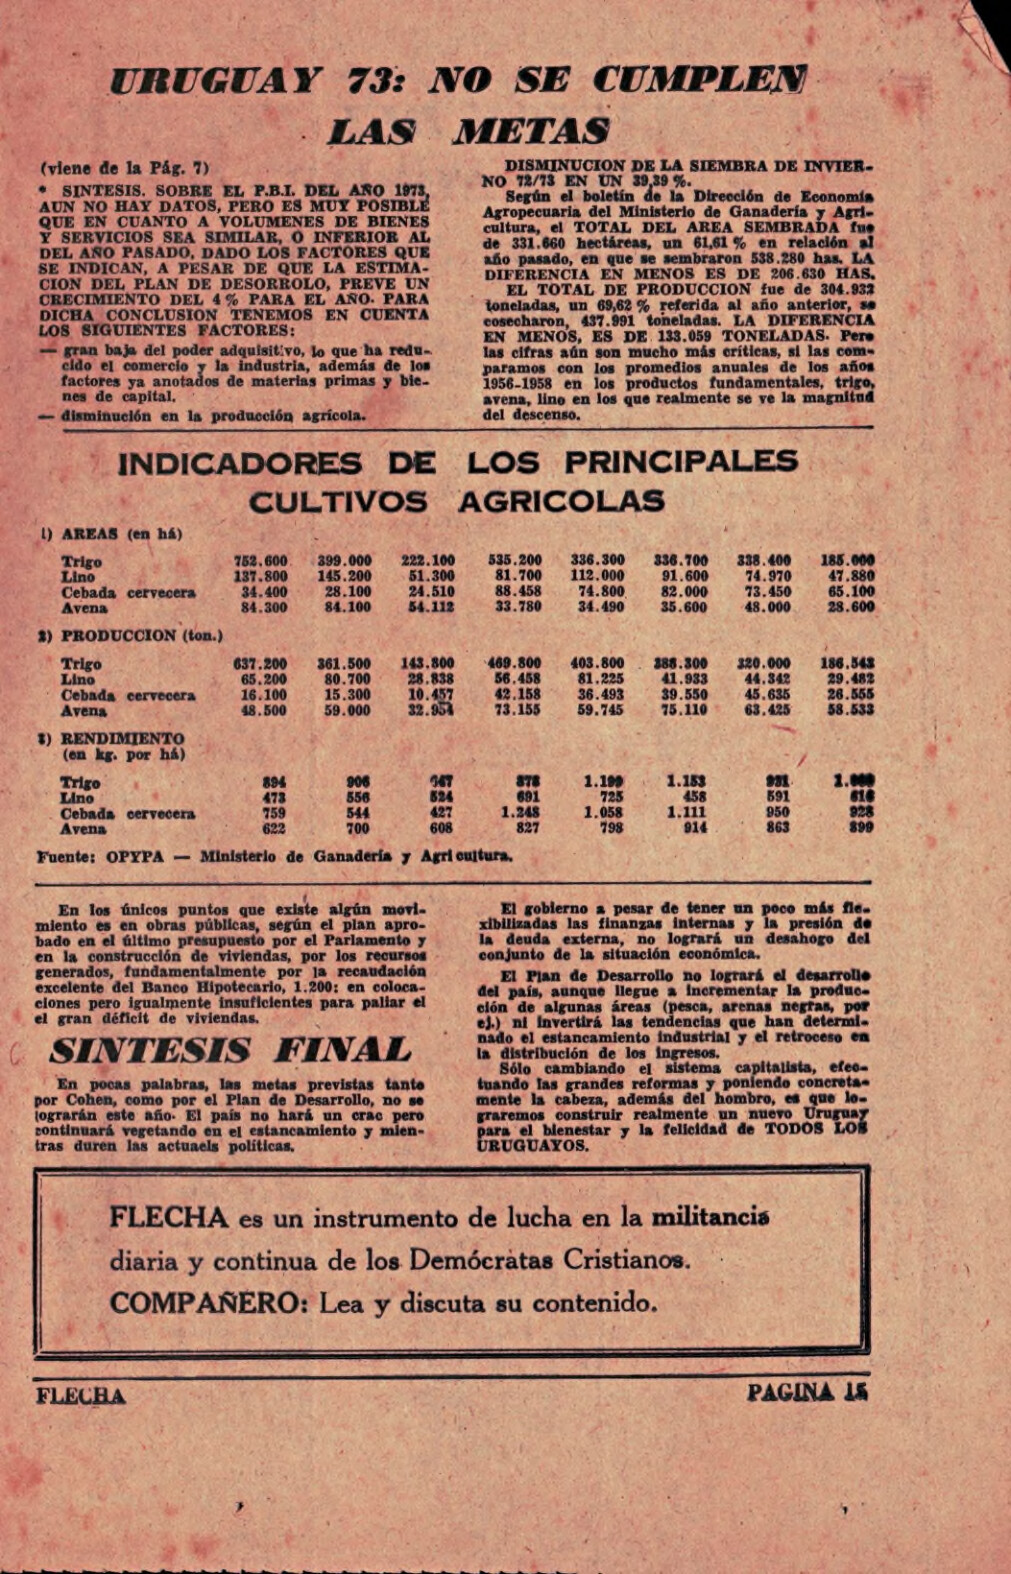 URUGUAY 73: NO SE CUMPLEN
LAS METAS
(viene de la Pág. 7)
* SINTESIS. SOBRE EL P.B.I. DEL AÑO 1973,
AUN NO HAY DATOS, PERO ES MUY POSIBLE
QUE EN CUANTO A VOLUMENES DE BIENES
Y SERVICIOS SEA SIMILAR, O INFERIOR AL
DEL AÑO PASADO, DADO LOS FACTORES QUE
SE INDICAN, A PESAR DE QUE LA ESTIMA-
CION DEL PLAN DE DESORROLO, PREVE UN
CRECIMIENTO DEL 4 % PARA EL AÑO. PARA
DICHA CONCLUSION TENEMOS EN CUENTA
LOS SIGUIENTES FACTORES:
— gran baja del poder adquisitivo, lo que ha redu-
cido el comercio y la industria, además de los
factores ya anotados de materias primas y bie-
nes de capital.
— disminución en la producción agrícola.
DISMINUCION DE LA SIEMBRA DE INVIER-
NO 72/73 EN UN 39,39 %.
Según el boletín de la Dirección de Economía
Agropecuaria del Ministerio de Ganadería y Agri-
cultura, el TOTAL DEL AREA SEMBRADA fue
de 331.660 hectáreas, un 61,61 % en relación al
año pasado, en que se sembraron 538.280 has. LA
DIFERENCIA EN MENOS ES DE 206.630 HAS.
EL TOTAL DE PRODUCCION fue de 304.932
toneladas, un 69,62 % referida al año anterior, se
cosecharon, 437.991 toneladas. LA DIFERENCIA
EN MENOS, ES DE 133.059 TONELADAS. Pero
las cifras aún son mucho más críticas, si las com-
paramos con los promedios anuales de los años
1956-1958 en los productos fundamentales, trigo,
avena, lino en los que realmente se ve la magnitud
del descenso.
INDICADORES DE LOS PRINCIPALES
CULTIVOS AGRICOLAS
1) AREAS (en há)
Trigo 752.600 399.000 222.100 535.200 336.300 336.700 338.400 185.000
Lino 137.800 145.200 51.300 81.700 112.000 91.600 74.970 47.880
Cebada cervecera 34.400 28.100 24.510 88.458 74.800 82.000 73.450 65.100
Avena 84.300 84.100 54.112 33.780 34.490 35.600 48.000 28.600
2) PRODUCCION (ton.)
Trigo 637.200 361.500 143.800 469.800 403.800 388.300 320.000 186.543
Lino 65.200 80.700 28.838 56.458 81.225 41.933 44.342 29.482
Cebada cervecera 16.100 15.300 10.457 42.158 36.493 39.550 45.635 26.555
Avena 48.500 59.000 32.954 73.155 59.745 75.110 63.425 58.533
3) RENDIMIENTO
(en kg. por há)
Trigo 894 906 878 1.199 1.153
Lino 473 556 524 691 725 458 591 616
Cebada cervecera 759 544 427 1.248 1.058 1.111 950 928
Avena 622 700 608 827 798 914 863 899
Fuente: OPYPA — Ministerio de Ganadería y Agricultura.
En los únicos puntos que existe algún movi-
miento es en obras públicas, según el plan apro-
bado en el último presupuesto por el Parlamento y
en la construcción de viviendas, por los recursos
generados, fundamentalmente por la recaudación
excelente del Banco Hipotecario, 1.200: en coloca-
ciones pero igualmente insuficientes para paliar el
el gran déficit de viviendas.
SINTESIS FINAL
En pocas palabras, las metas previstas tanto
por Cohen, como por el Plan de Desarrollo, no se
lograrán este año. El país no hará un crac pero
continuará vegetando en el estancamiento y mien-
tras duren las actuaels políticas.
El gobierno a pesar de tener un poco más fle-
xibilizadas las finanzas internas y la presión de
la deuda externa, no logrará un desahogo del
conjunto de la situación económica.
El Plan de Desarrollo no logrará el desarrollo
del país, aunque llegue a incrementar la produc-
ción de algunas áreas (pesca, arenas negras, por
ej.) ni invertirá las tendencias que han determi-
nado el estancamiento industrial y el retroceso en
la distribución de los ingresos.
Sólo cambiando el sistema capitalista, efec-
tuando las grandes reformas y poniendo concreta-
mente la cabeza, además del hombro, es que lo-
graremos construir realmente un nuevo Uruguay
para el bienestar y la felicidad de TODOS LOS
URUGUAYOS.
FLECHA es un instrumento de lucha en la militancia
diaria y continua de los Demócratas Cristianos.
COMPAÑERO: Lea y discuta su contenido.
FLECHA
PAGINA 15